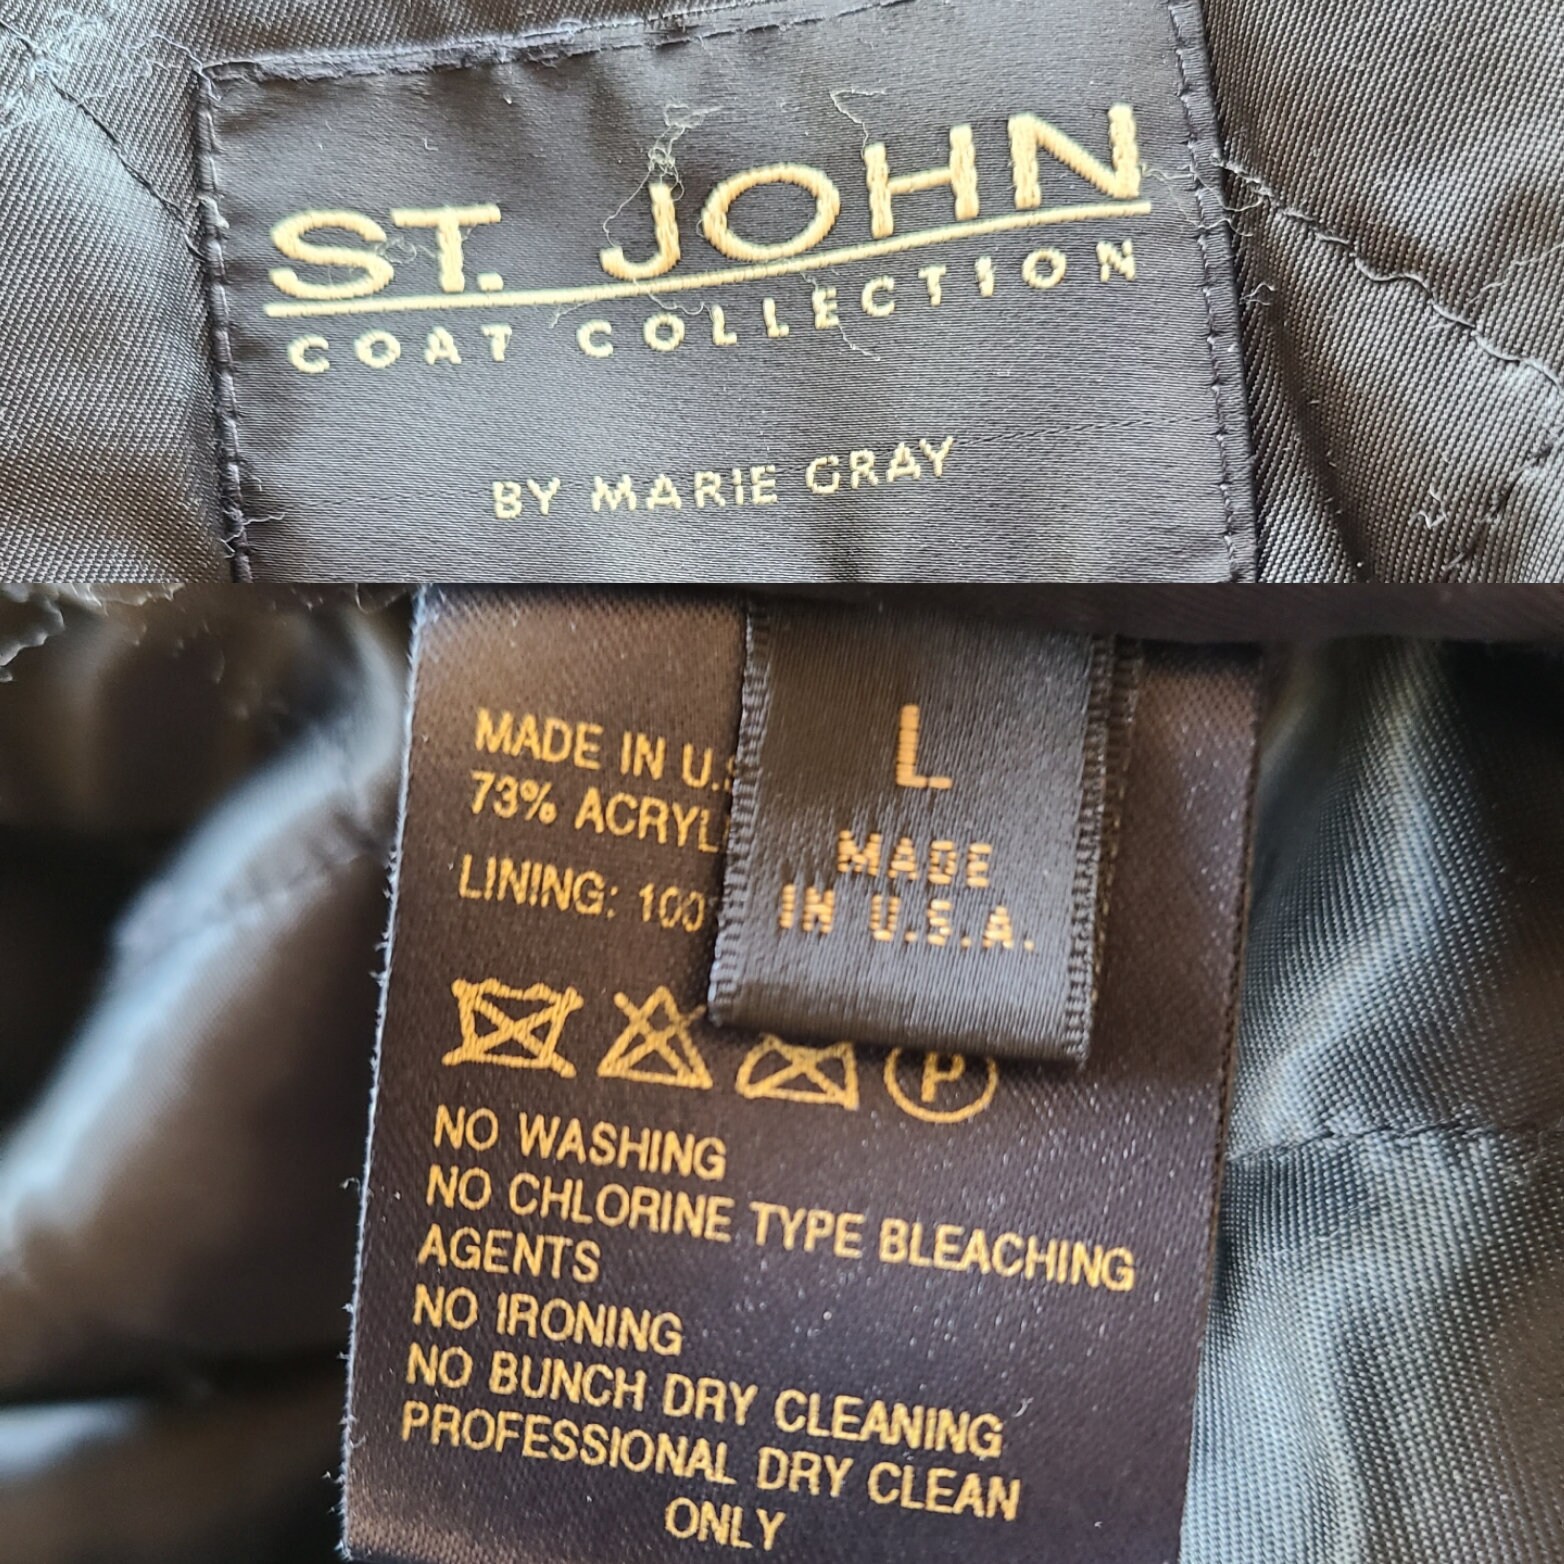 ST. JOHN
COAT COLLECTION
BY MARIE GRAY
L
MADE
IN U.S.A.
MADE IN U.S
73% ACRYL
LINING: 100
P
NO WASHING
NO CHLORINE TYPE BLEACHING
AGENTS
NO IRONING
NO BUNCH DRY CLEANING
PROFESSIONAL DRY CLEAN
ONLY